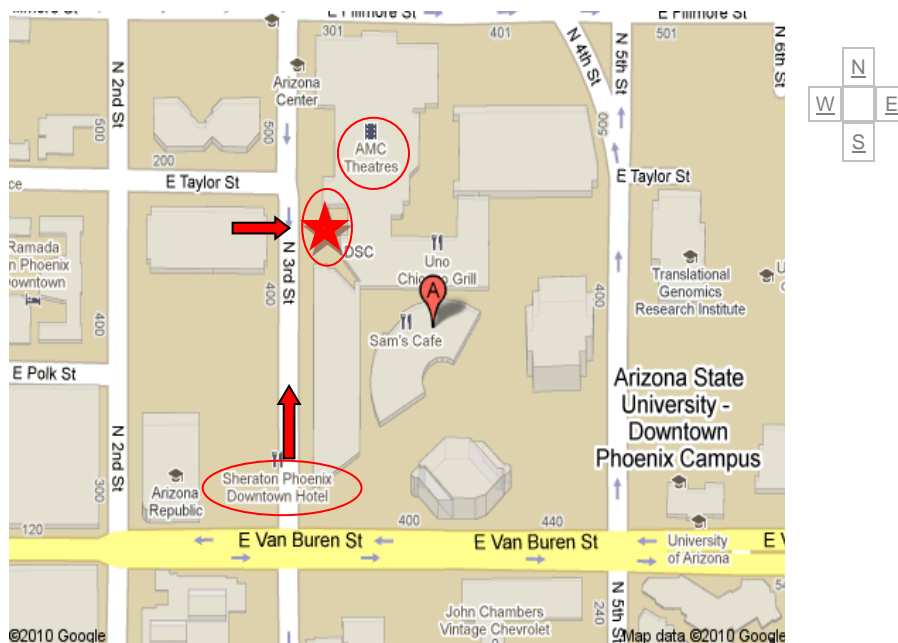 E Fillmore St
E Fillmore St
301
401
501
N 4th St
N 5th St
N 6th St
N 2nd St
Arizona
Center
N
W
E
S
500
500
500
200
AMC
Theatres
E Taylor St
E Taylor St
ce
Ramada
n Phoenix
Downtown
N 3rd St
DSC
Uno
Chicago Grill
A
Translational
Genomics
Research Institute
U
400
400
400
Sam's Cafe
E Polk St
Arizona State
University -
Downtown
Phoenix Campus
N 2nd St
300
Arizona
Republic
Sheraton Phoenix
Downtown Hotel
120
400
440
E Van Buren St
E Van Buren St
University
of Arizona
John Chambers
Vintage Chevrolet
240
N 5th St
©2010 Google
Map data ©2010 Google